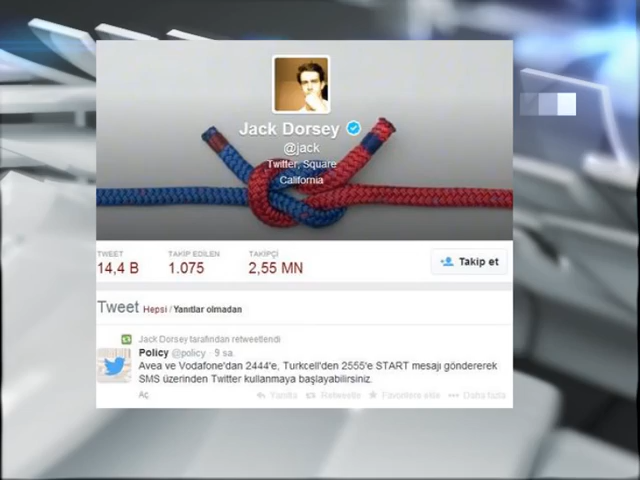 Jack Dorsey
@jack
Twitter, Square
California
TWEET TAKİP EDİLEN TAKİPÇİ
14,4 B 1.075 2,55 MN
Takip et
Tweet Hepsi / Yanıtlar olmadan
Jack Dorsey tarafından retweetlendi
Policy @policy · 9 sa.
Avea ve Vodafone'dan 2444'e, Turkcell'den 2555'e START mesajı göndererek
SMS üzerinden Twitter kullanmaya başlayabilirsiniz.
Aç Yanıtla Retweetle Favorilere ekle Daha fazla